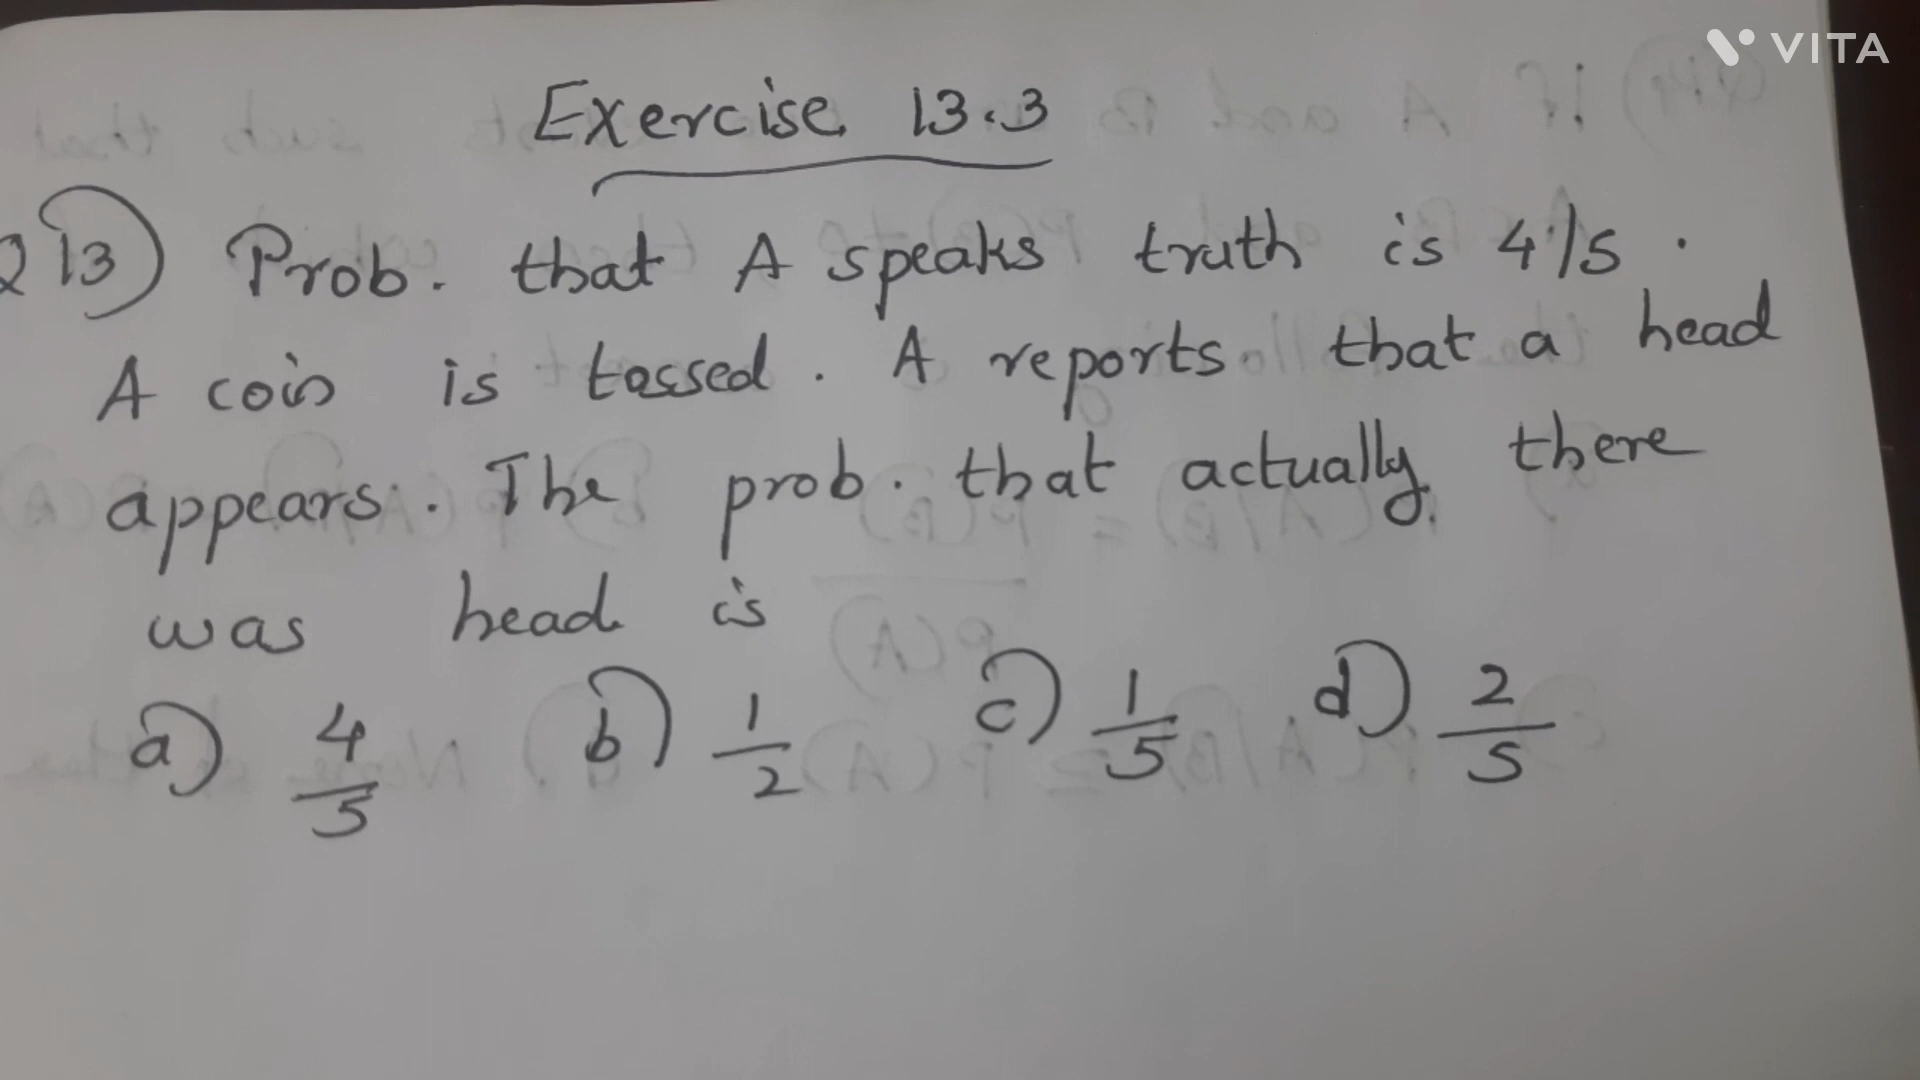 VITA
Exercise 13.3
Q13) Prob. that A speaks truth is 4/5.
A coin is tossed. A reports that a head
appears. The prob. that actually there
was head is
a) 4/5 b) 1/2 c) 1/5 d) 2/5